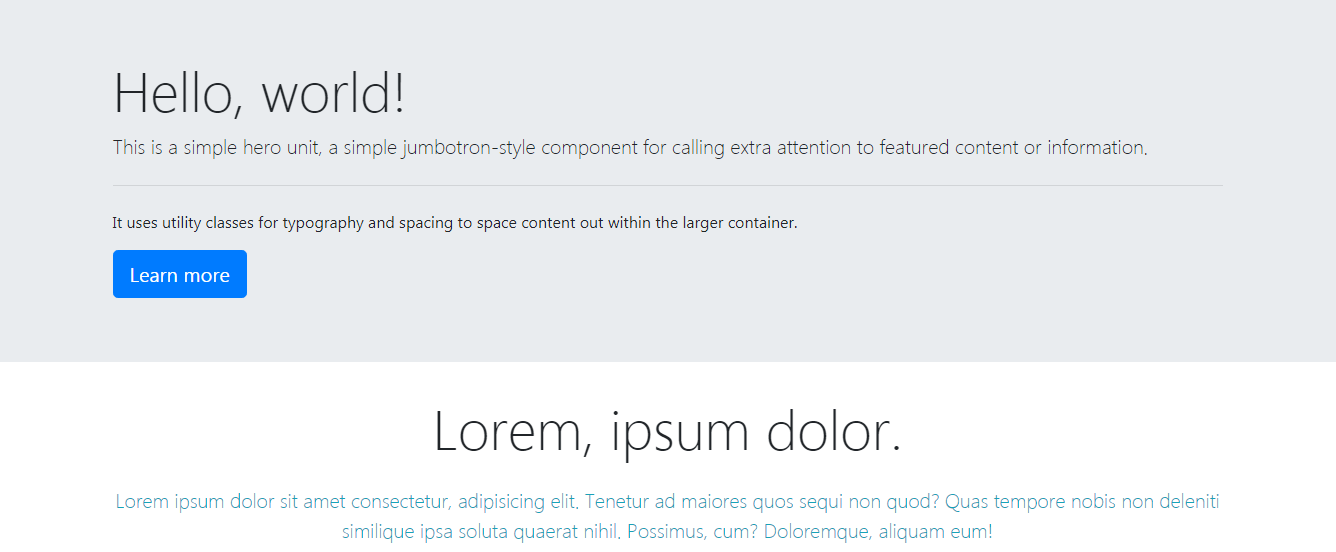 Hello, world!
This is a simple hero unit, a simple jumbotron-style component for calling extra attention to featured content or information.
It uses utility classes for typography and spacing to space content out within the larger container.
Learn more
Lorem, ipsum dolor.
Lorem ipsum dolor sit amet consectetur, adipisicing elit. Tenetur ad maiores quos sequi non quod? Quas tempore nobis non deleniti
similique ipsa soluta quaerat nihil. Possimus, cum? Doloremque, aliquam eum!